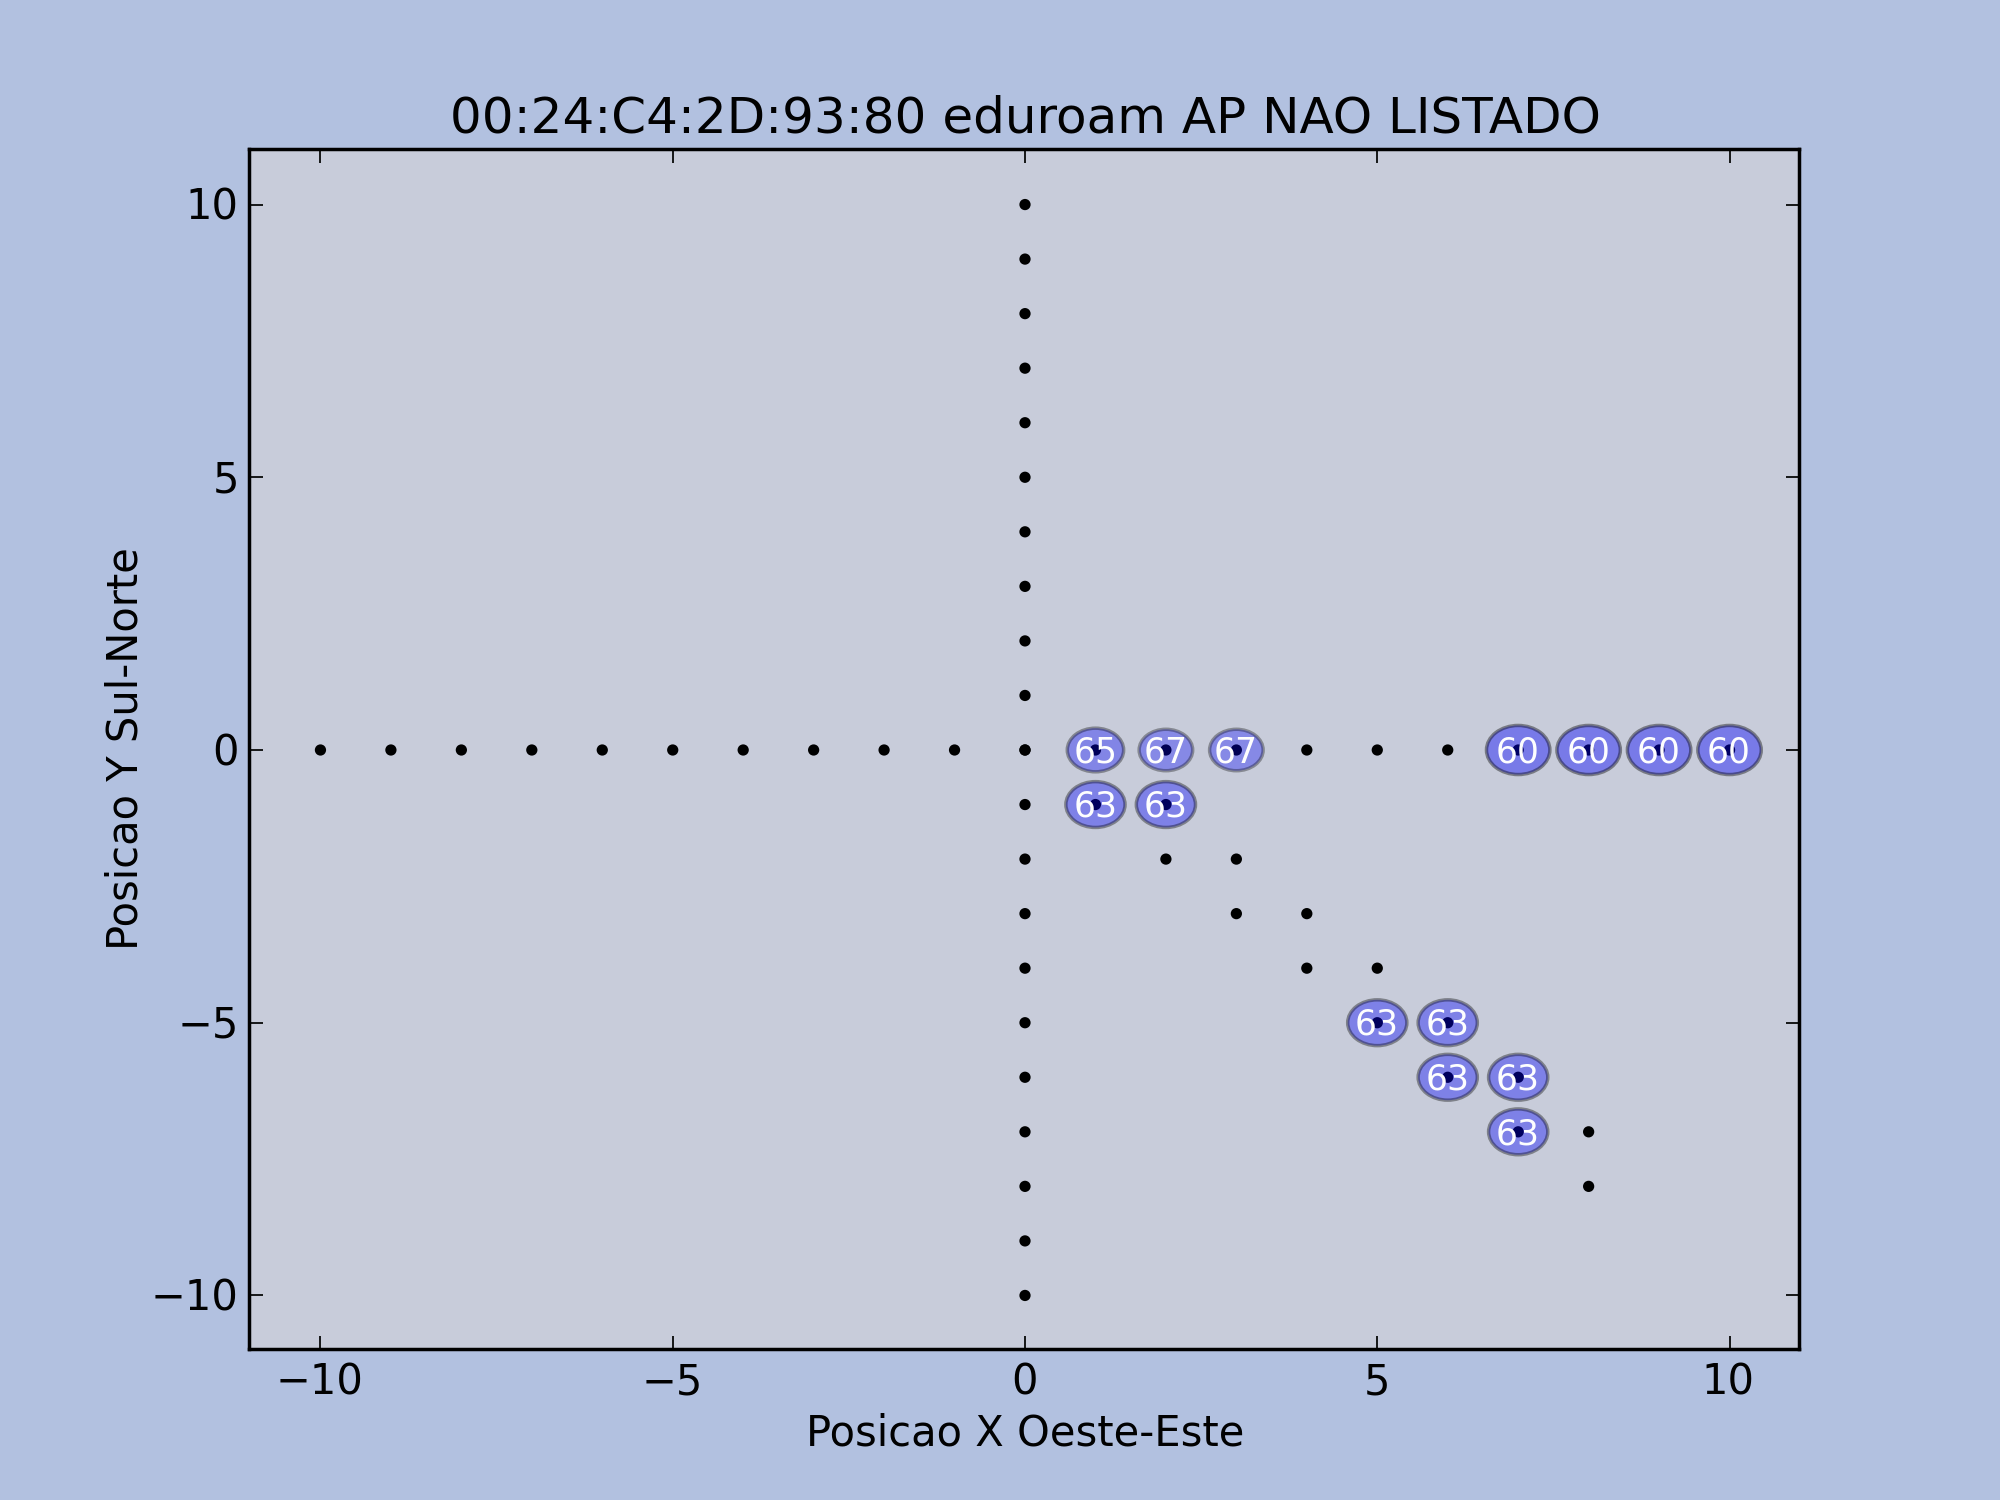 00:24:C4:2D:93:80 eduroam AP NAO LISTADO
10
5
Posicao Y Sul-Norte
0
65 67 67 60 60 60 60
63 63
−5
63 63
63 63
63
−10
−10 −5 0 5 10
Posicao X Oeste-Este